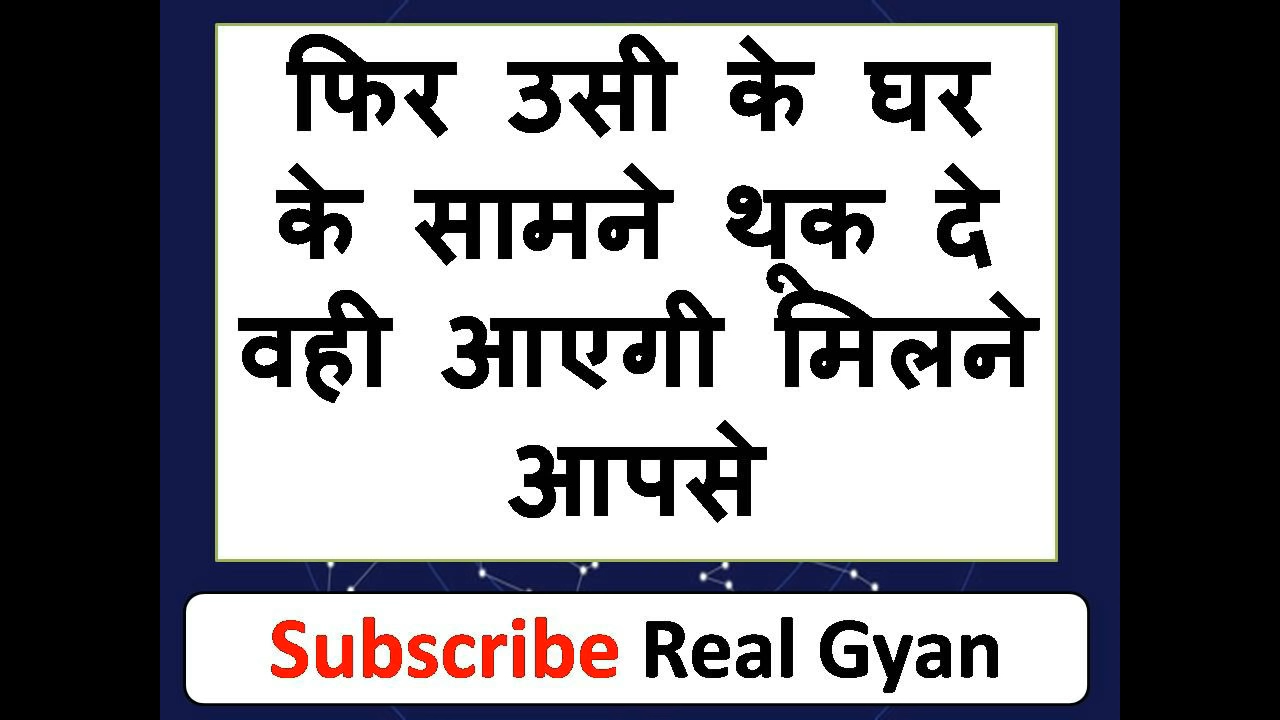 फिर उसी के घर
के सामने थूक दे
वही आएगी मिलने
आपसे
Subscribe Real Gyan